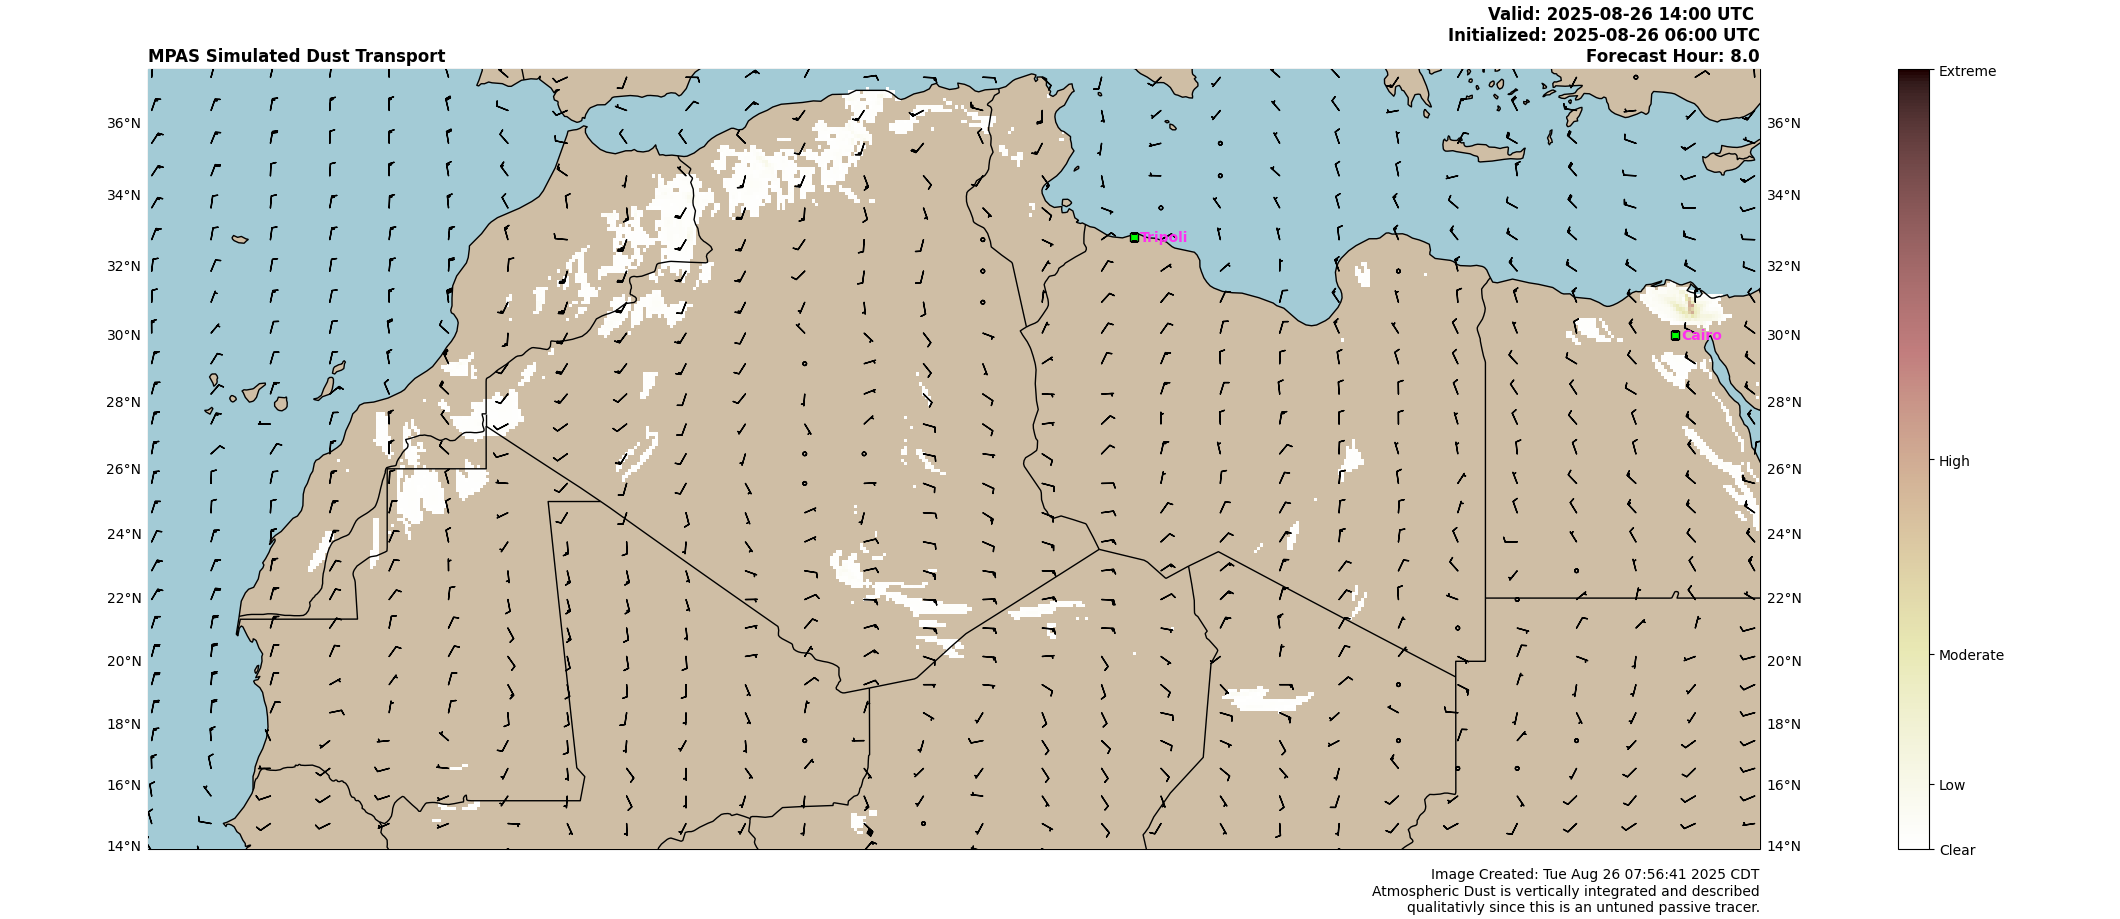 Valid: 2025-08-26 14:00 UTC
Initialized: 2025-08-26 06:00 UTC
MPAS Simulated Dust Transport
Forecast Hour: 8.0
Extreme
36°N
36°N
34°N
34°N
Tripoli
32°N
32°N
30°N
Cairo
30°N
28°N
28°N
26°N
26°N
High
24°N
24°N
22°N
22°N
20°N
20°N
Moderate
18°N
18°N
16°N
16°N
Low
14°N
14°N
Clear
Image Created: Tue Aug 26 07:56:41 2025 CDT
Atmospheric Dust is vertically integrated and described
qualitativly since this is an untuned passive tracer.